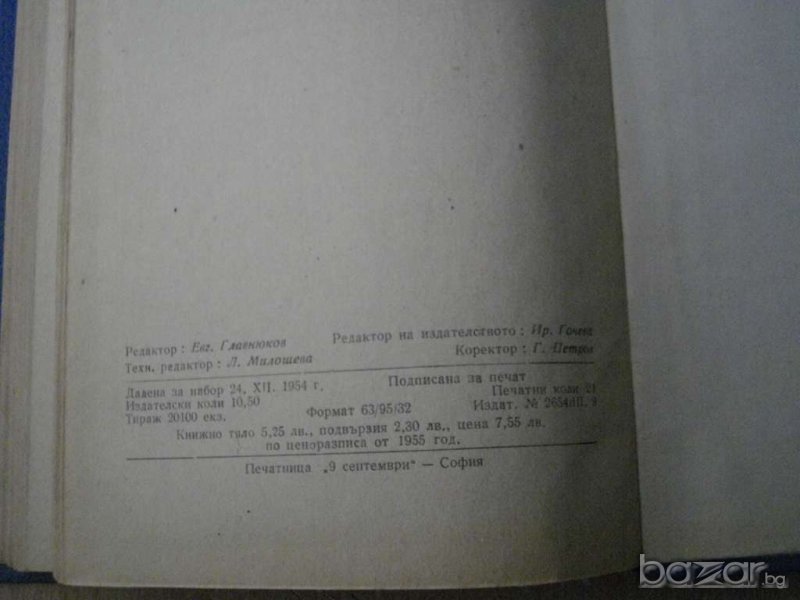 Редактор: Евг. Главнюков Редактор на издателството: Ир. Гочева
Техн. редактор: Л. Милошева Коректор: Г. Петров
Дадена за набор 24. XII. 1954 г. Подписана за печат
Издателски коли 10,50 Печатни коли 21
Тираж 20100 екз. Формат 63/95/32 Издат. №
Книжно тяло 5,25 лв., подвързия 2,30 лв., цена 7,55 лв.
по ценоразписа от 1955 год.
Печатница „9 септември“ — София
bazar.bg